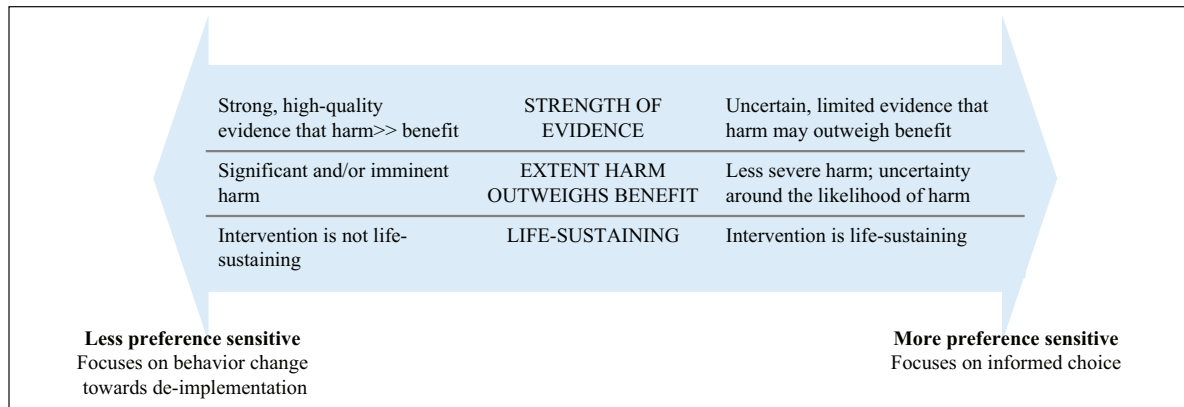 Strong, high-quality
evidence that harm>> benefit
STRENGTH OF
EVIDENCE
Uncertain, limited evidence that
harm may outweigh benefit
Significant and/or imminent
harm
EXTENT HARM
OUTWEIGHS BENEFIT
Less severe harm; uncertainty
around the likelihood of harm
Intervention is not life-
sustaining
LIFE-SUSTAINING
Intervention is life-sustaining
Less preference sensitive
Focuses on behavior change
towards de-implementation
More preference sensitive
Focuses on informed choice